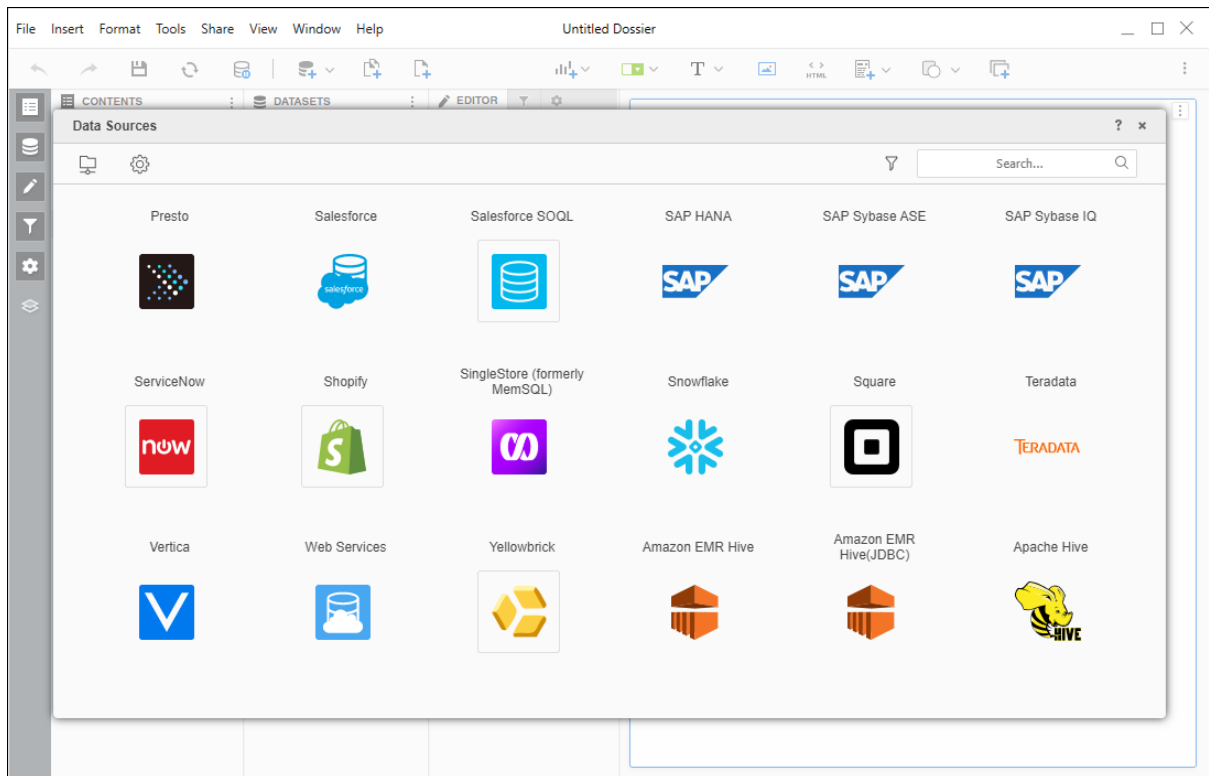 File Insert Format Tools Share View Window Help Untitled Dossier
T < > HTML
CONTENTS DATASETS EDITOR
Data Sources ?
Search...
Presto Salesforce Salesforce SOQL SAP HANA SAP Sybase ASE SAP Sybase IQ
salesforce SAP SAP SAP
ServiceNow Shopify SingleStore (formerly MemSQL) Snowflake Square Teradata
now S TERADATA
Vertica Web Services Yellowbrick Amazon EMR Hive Amazon EMR Hive(JDBC) Apache Hive
V HIVE